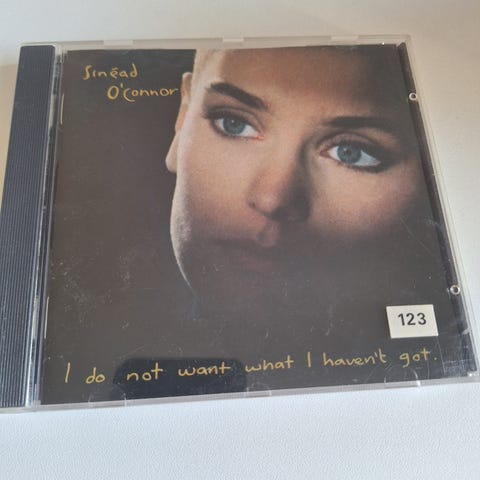 Sinéad
O'Connor
123
I do not want what I haven't got.